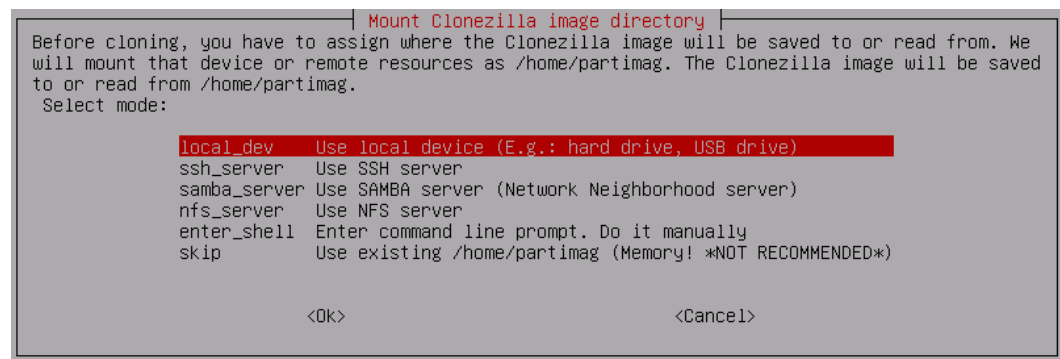 Mount Clonezilla image directory
Before cloning, you have to assign where the Clonezilla image will be saved to or read from. We
will mount that device or remote resources as /home/partimag. The Clonezilla image will be saved
to or read from /home/partimag.
Select mode:
local_dev Use local device (E.g.: hard drive, USB drive)
ssh_server Use SSH server
samba_server Use SAMBA server (Network Neighborhood server)
nfs_server Use NFS server
enter_shell Enter command line prompt. Do it manually
skip Use existing /home/partimag (Memory! *NOT RECOMMENDED*)
<Ok> <Cancel>